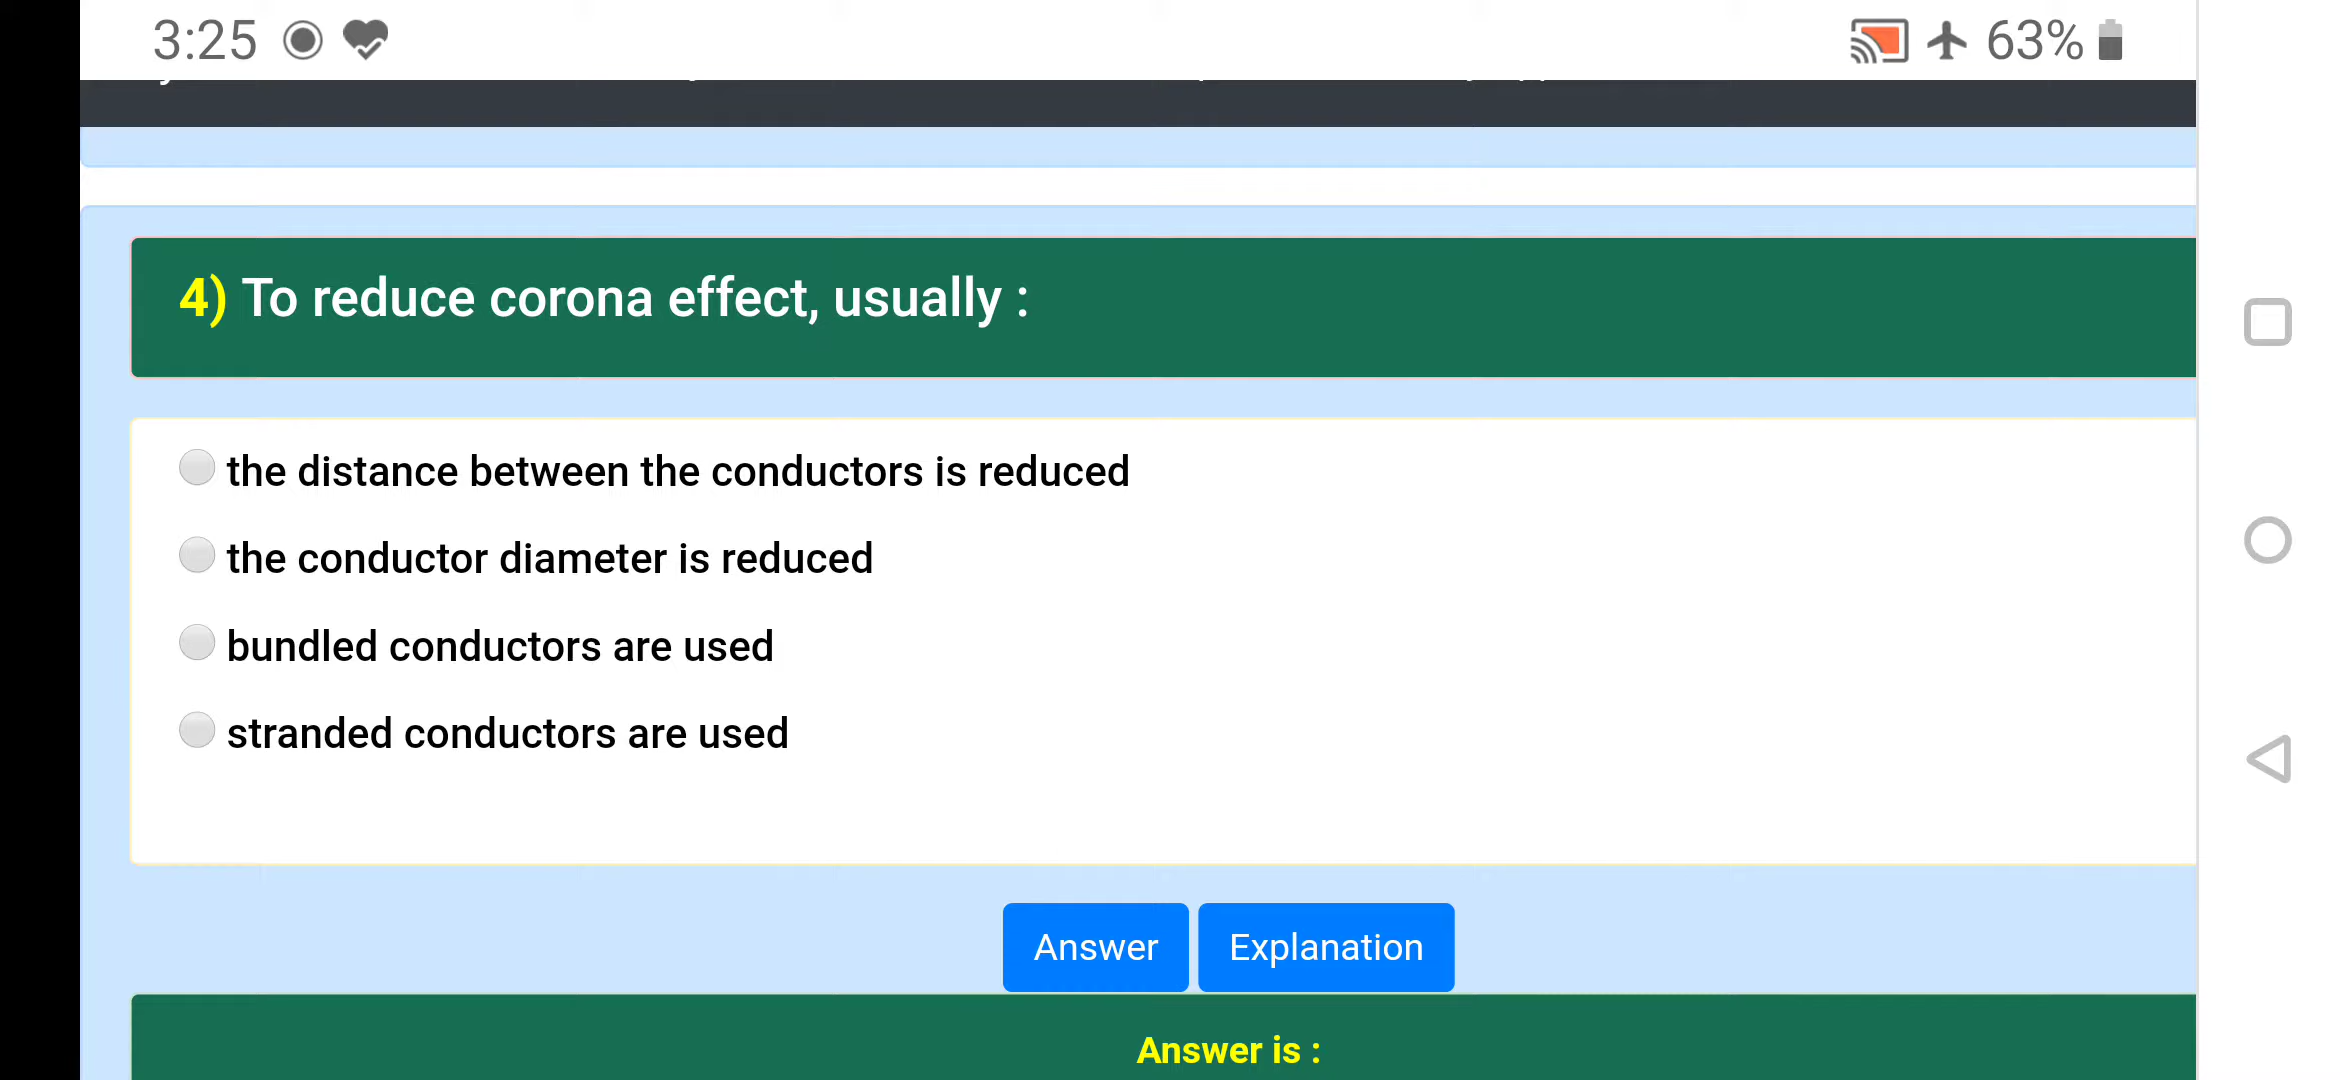 3:25 63%
4) To reduce corona effect, usually :
the distance between the conductors is reduced
the conductor diameter is reduced
bundled conductors are used
stranded conductors are used
Answer Explanation
Answer is :